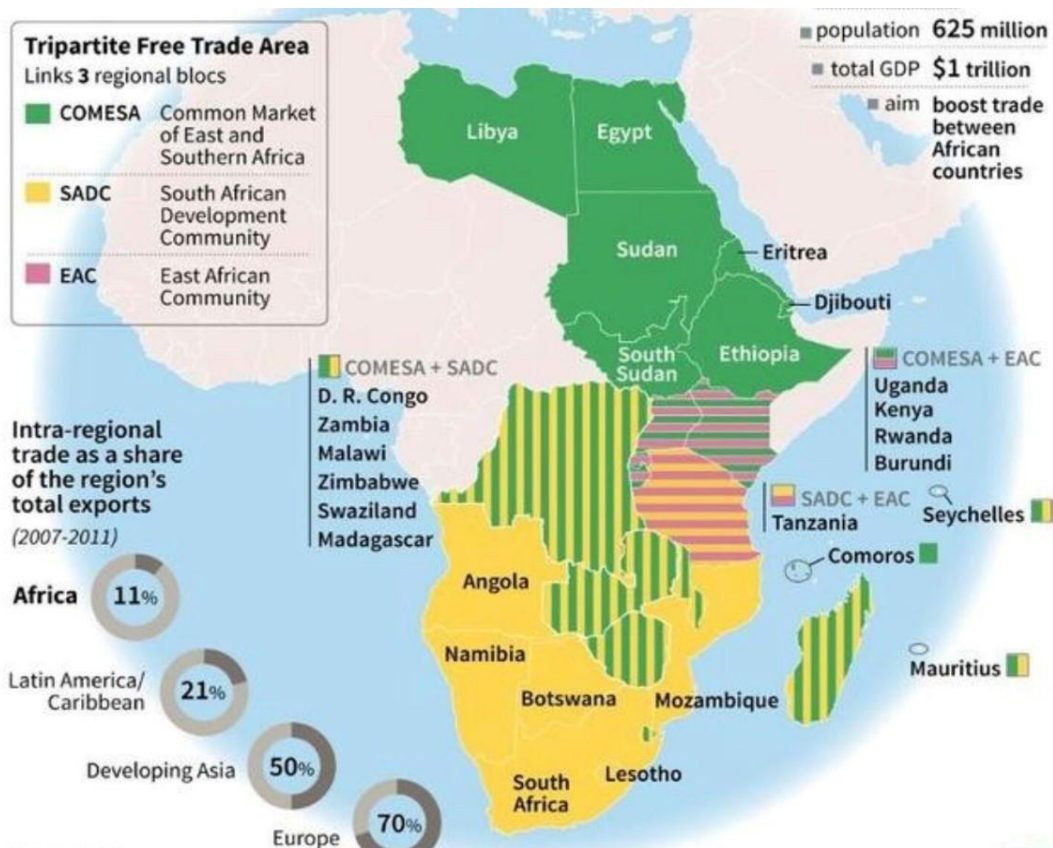 Tripartite Free Trade Area
Links 3 regional blocs
COMESA Common Market
of East and
Southern Africa
SADC South African
Development
Community
EAC East African
Community
population 625 million
total GDP $1 trillion
aim boost trade
between
African
countries
Libya
Egypt
Sudan
Eritrea
Djibouti
South
Sudan
Ethiopia
COMESA + SADC
D. R. Congo
Zambia
Malawi
Zimbabwe
Swaziland
Madagascar
COMESA + EAC
Uganda
Kenya
Rwanda
Burundi
SADC + EAC
Tanzania
Seychelles
Comoros
Mauritius
Angola
Namibia
Botswana
Mozambique
South
Africa
Lesotho
Intra-regional
trade as a share
of the region's
total exports
(2007-2011)
Africa 11%
Latin America/
Caribbean 21%
Developing Asia 50%
Europe 70%